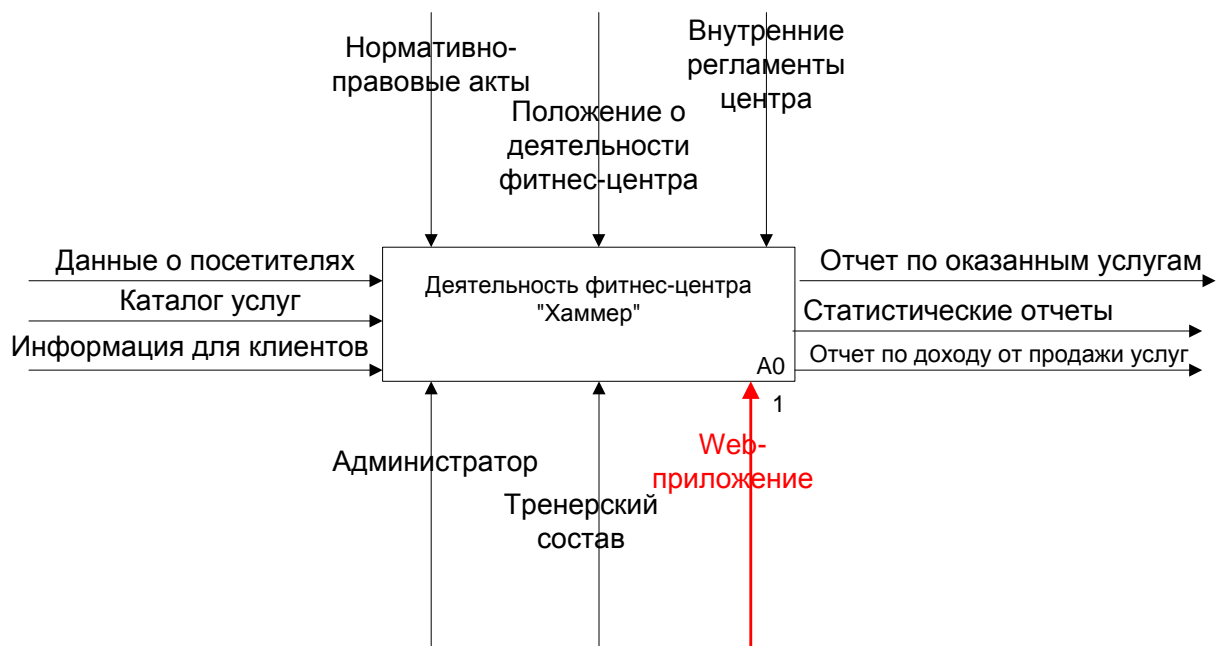 Нормативно-
правовые акты
Внутренние
регламенты
центра
Положение о
деятельности
фитнес-центра
Данные о посетителях
Каталог услуг
Информация для клиентов
Деятельность фитнес-центра
"Хаммер"
A0
1
Отчет по оказанным услугам
Статистические отчеты
Отчет по доходу от продажи услуг
Администратор
Тренерский
состав
Web-
приложение